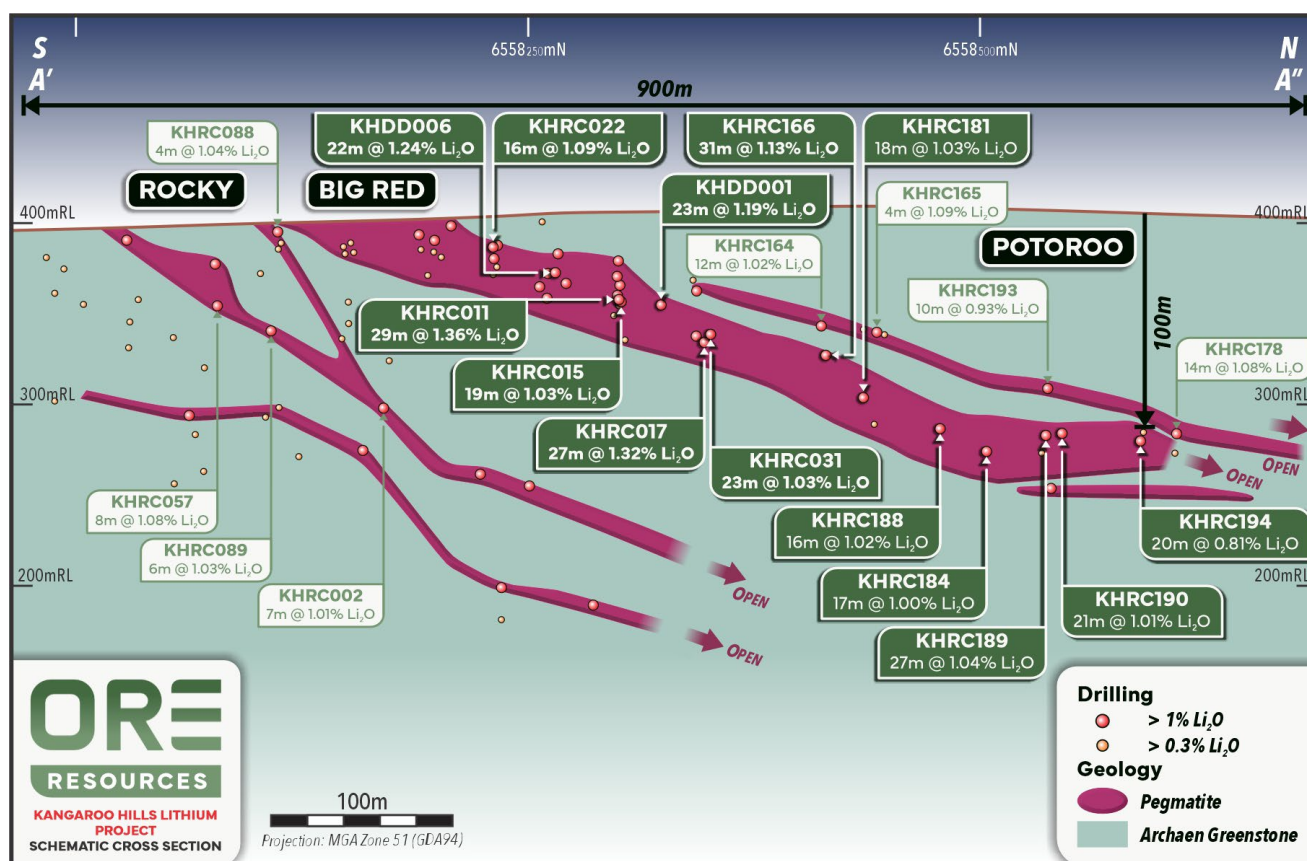 S
A'
6558250mN
6558500mN
N
A"
900m
KHRC088
4m @ 1.04% Li₂O
KHDD006
22m @ 1.24% Li₂O
KHRC022
16m @ 1.09% Li₂O
KHRC166
31m @ 1.13% Li₂O
KHRC181
18m @ 1.03% Li₂O
ROCKY
BIG RED
KHDD001
23m @ 1.19% Li₂O
KHRC165
4m @ 1.09% Li₂O
400mRL
400mRL
KHRC164
12m @ 1.02% Li₂O
POTOROO
KHRC193
10m @ 0.93% Li₂O
100m
KHRC011
29m @ 1.36% Li₂O
KHRC015
19m @ 1.03% Li₂O
KHRC178
14m @ 1.08% Li₂O
300mRL
300mRL
KHRC017
27m @ 1.32% Li₂O
KHRC031
23m @ 1.03% Li₂O
OPEN
OPEN
KHRC057
8m @ 1.08% Li₂O
KHRC188
16m @ 1.02% Li₂O
KHRC194
20m @ 0.81% Li₂O
KHRC089
6m @ 1.03% Li₂O
200mRL
200mRL
KHRC002
7m @ 1.01% Li₂O
KHRC184
17m @ 1.00% Li₂O
KHRC190
21m @ 1.01% Li₂O
OPEN
KHRC189
27m @ 1.04% Li₂O
OPEN
ORE
RESOURCES
KANGAROO HILLS LITHIUM
PROJECT
SCHEMATIC CROSS SECTION
100m
Projection: MGA Zone 51 (GDA94)
Drilling
> 1% Li₂O
> 0.3% Li₂O
Geology
Pegmatite
Archaen Greenstone